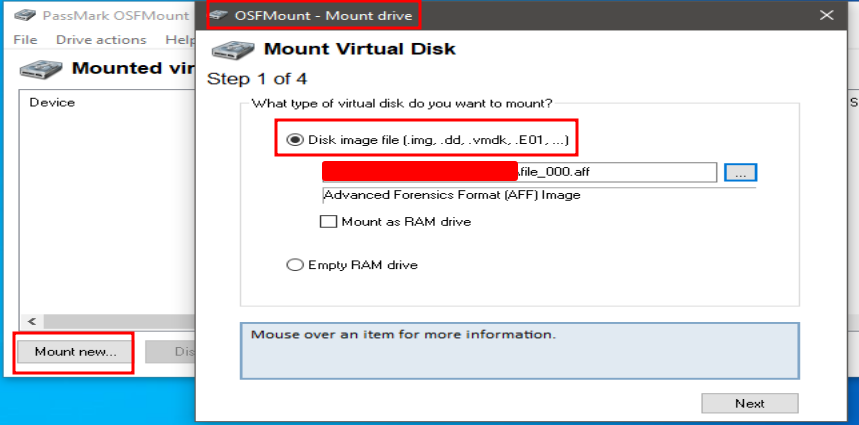 PassMark OSFMount
File Drive actions Help
Mounted vir
Device
S
Mount new...
Dis
OSFMount - Mount drive
Mount Virtual Disk
Step 1 of 4
What type of virtual disk do you want to mount?
Disk image file (.img, .dd, .vmdk, .E01, ...)
\file_000.aff
...
Advanced Forensics Format (AFF) Image
Mount as RAM drive
Empty RAM drive
Mouse over an item for more information.
Next